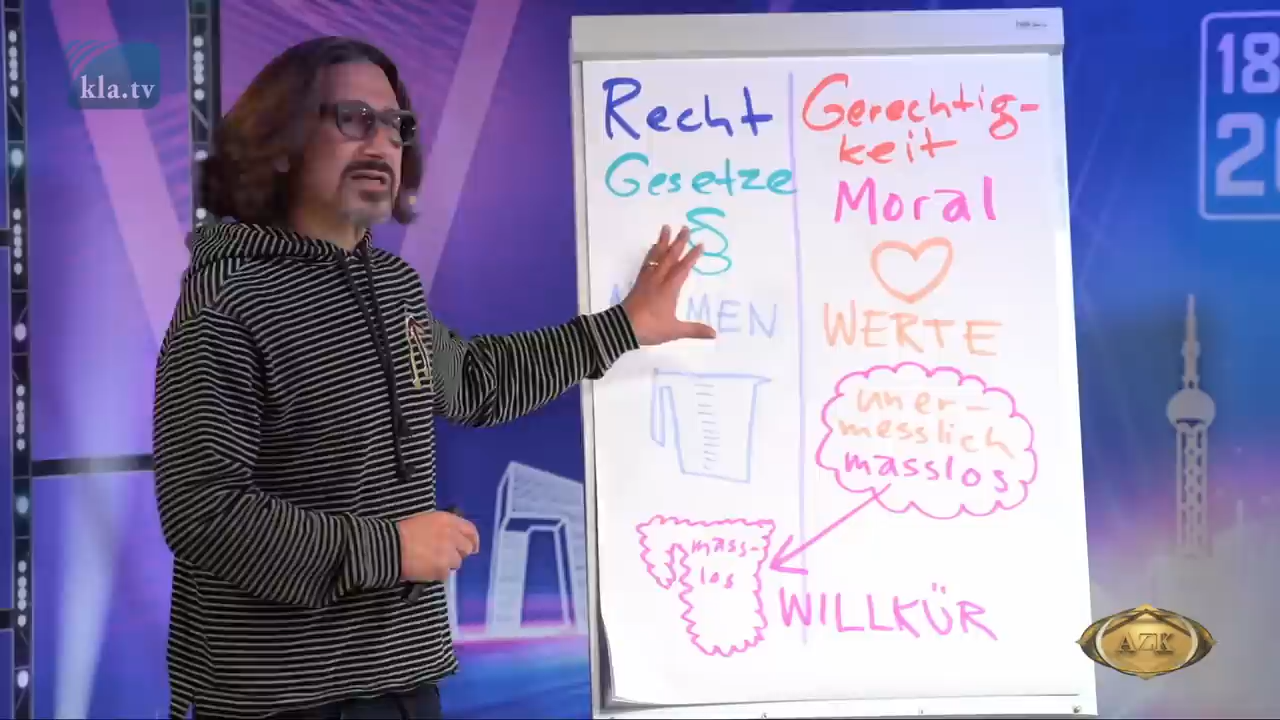 kla.tv
Recht
Gesetze
§
MEN
Gerechtig-
keit
Moral
WERTE
uner-
messlich
masslos
mass-
los
WILLKÜR
18
2
AZK